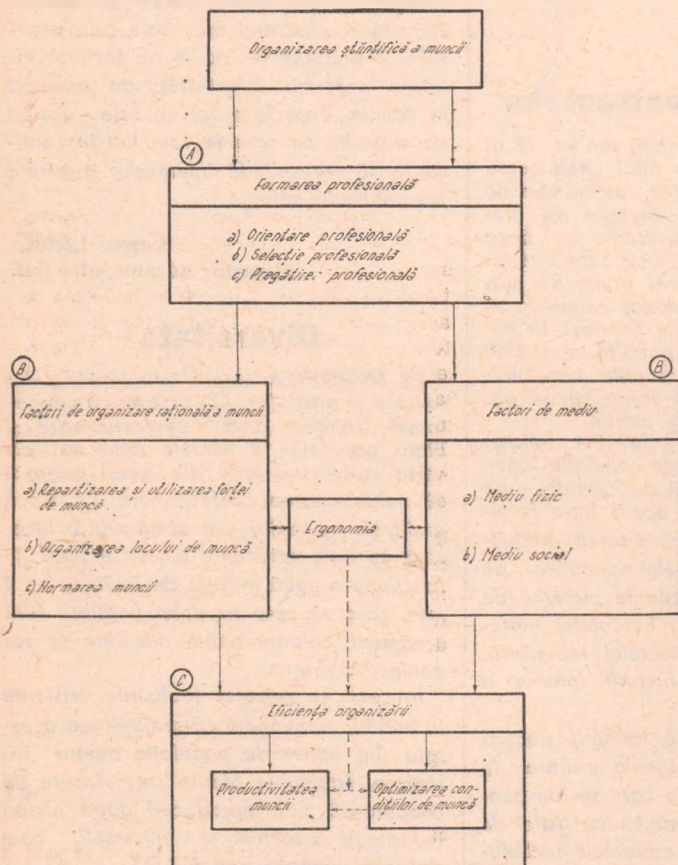 Organizarea științifică a muncii
A
Formarea profesională
a) Orientare profesională
b) Selecție profesională
c) Pregătire profesională
B
Factori de organizare rațională a muncii
a) Repartizarea și utilizarea forței
de muncă
b) Organizarea locului de muncă
c) Normarea muncii
Ergonomia
B
Factori de mediu
a) Mediu fizic
b) Mediu social
C
Eficiența organizării
Productivitatea
muncii
Optimizarea con-
dițiilor de muncă